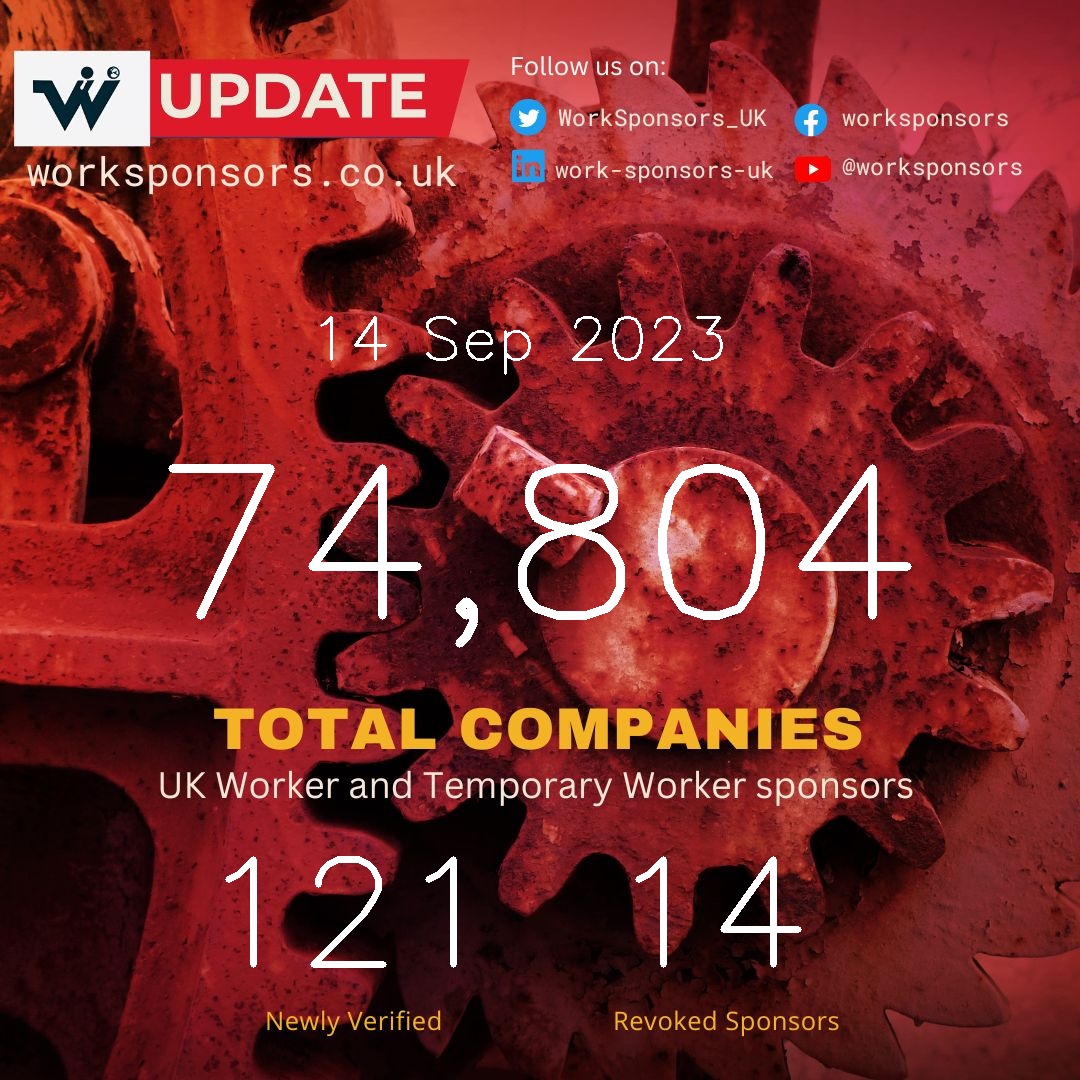 W UPDATE
worksponsors.co.uk
Follow us on:
WorkSponsors_UK worksponsors
work-sponsors-uk @worksponsors
14 Sep 2023
74,804
TOTAL COMPANIES
UK Worker and Temporary Worker sponsors
121 14
Newly Verified Revoked Sponsors